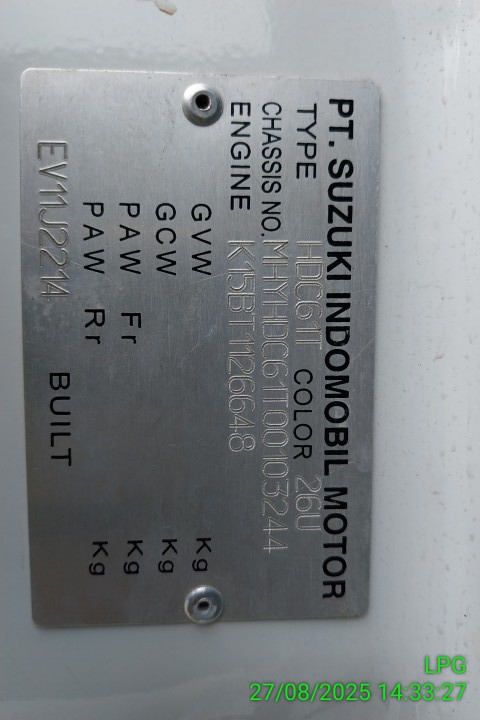 PT. SUZUKI INDOMOBIL MOTOR
TYPE HDC61T COLOR 26U
CHASSIS NO. MHYHDC61T00103244
ENGINE K15BT1126648
GVW Kg
GCW Kg
PAW Fr Kg
PAW Rr Kg
EV11J2214 BUILT
LPG
27/08/2025 14:33:27